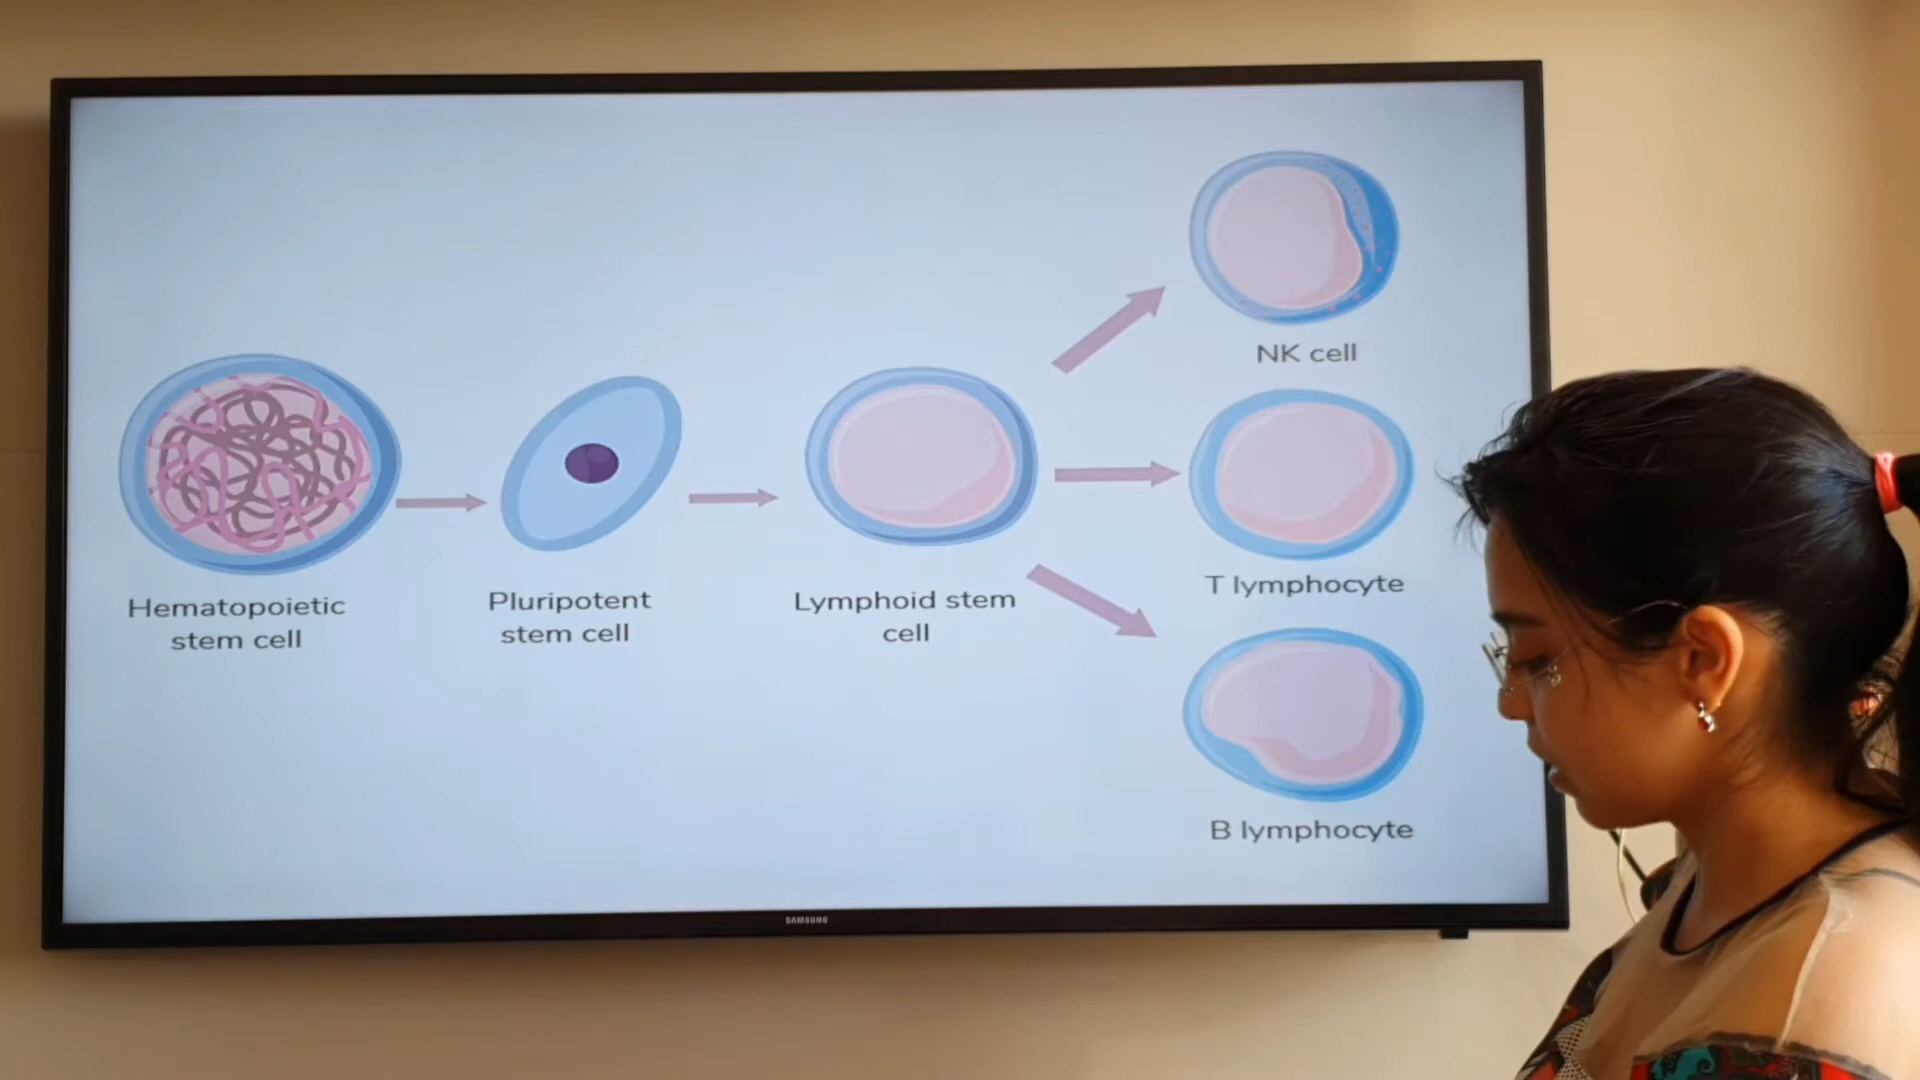 NK cell
T lymphocyte
Hematopoietic
stem cell
Pluripotent
stem cell
Lymphoid stem
cell
B lymphocyte
SAMSUNG